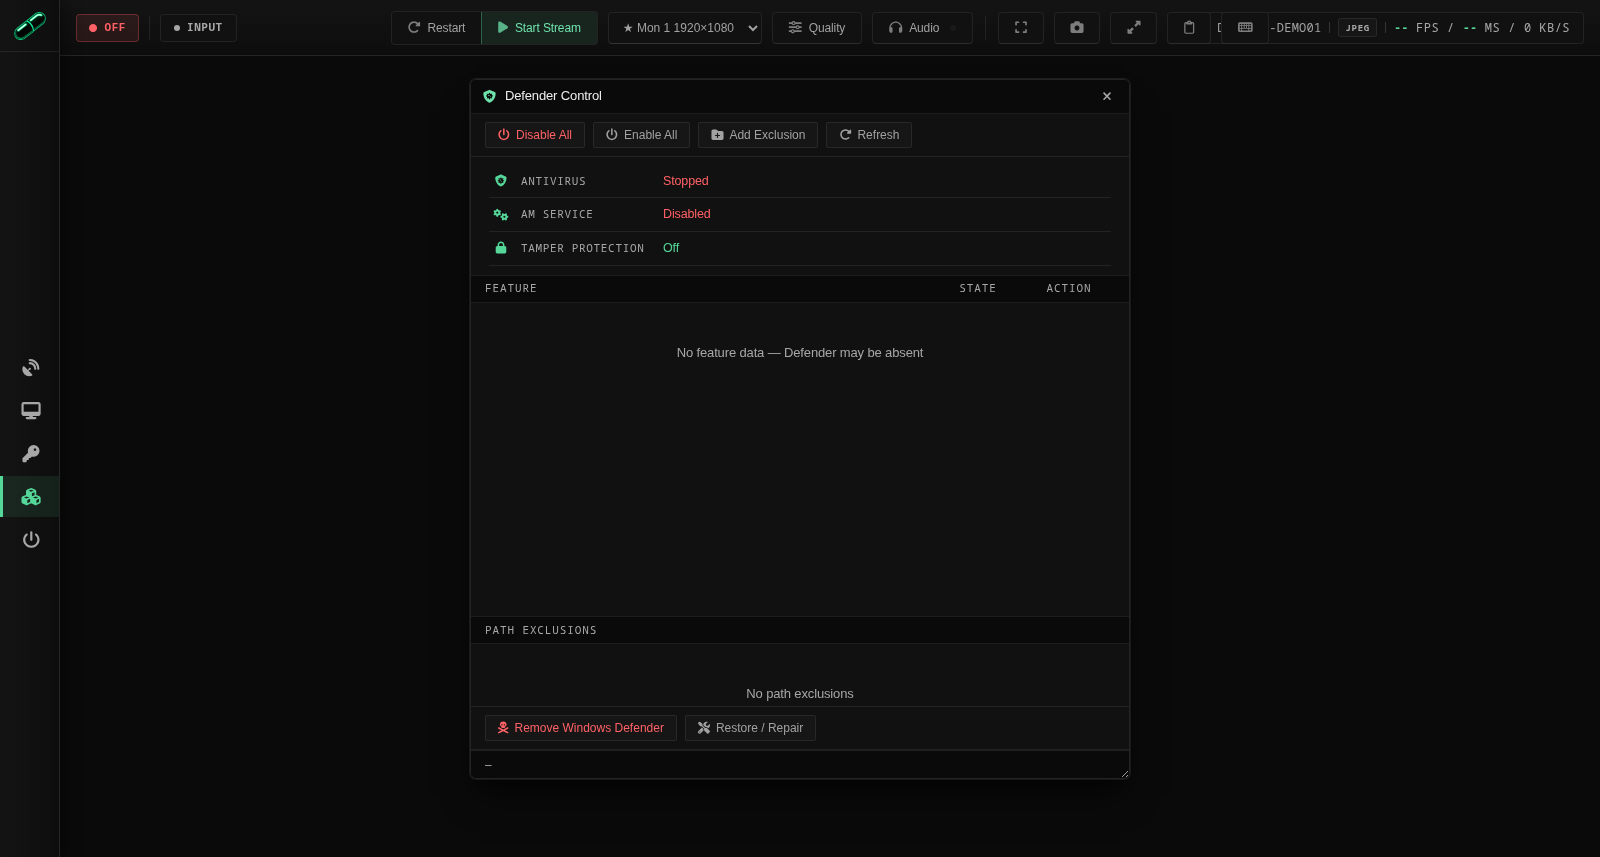 OFF
INPUT
Restart
Start Stream
★ Mon 1 1920×1080
Quality
Audio
-DEMO01
JPEG
-- FPS / -- MS / 0 KB/S
Defender Control
×
Disable All
Enable All
Add Exclusion
Refresh
ANTIVIRUS
Stopped
AM SERVICE
Disabled
TAMPER PROTECTION
Off
FEATURE
STATE
ACTION
No feature data — Defender may be absent
PATH EXCLUSIONS
No path exclusions
Remove Windows Defender
Restore / Repair
–